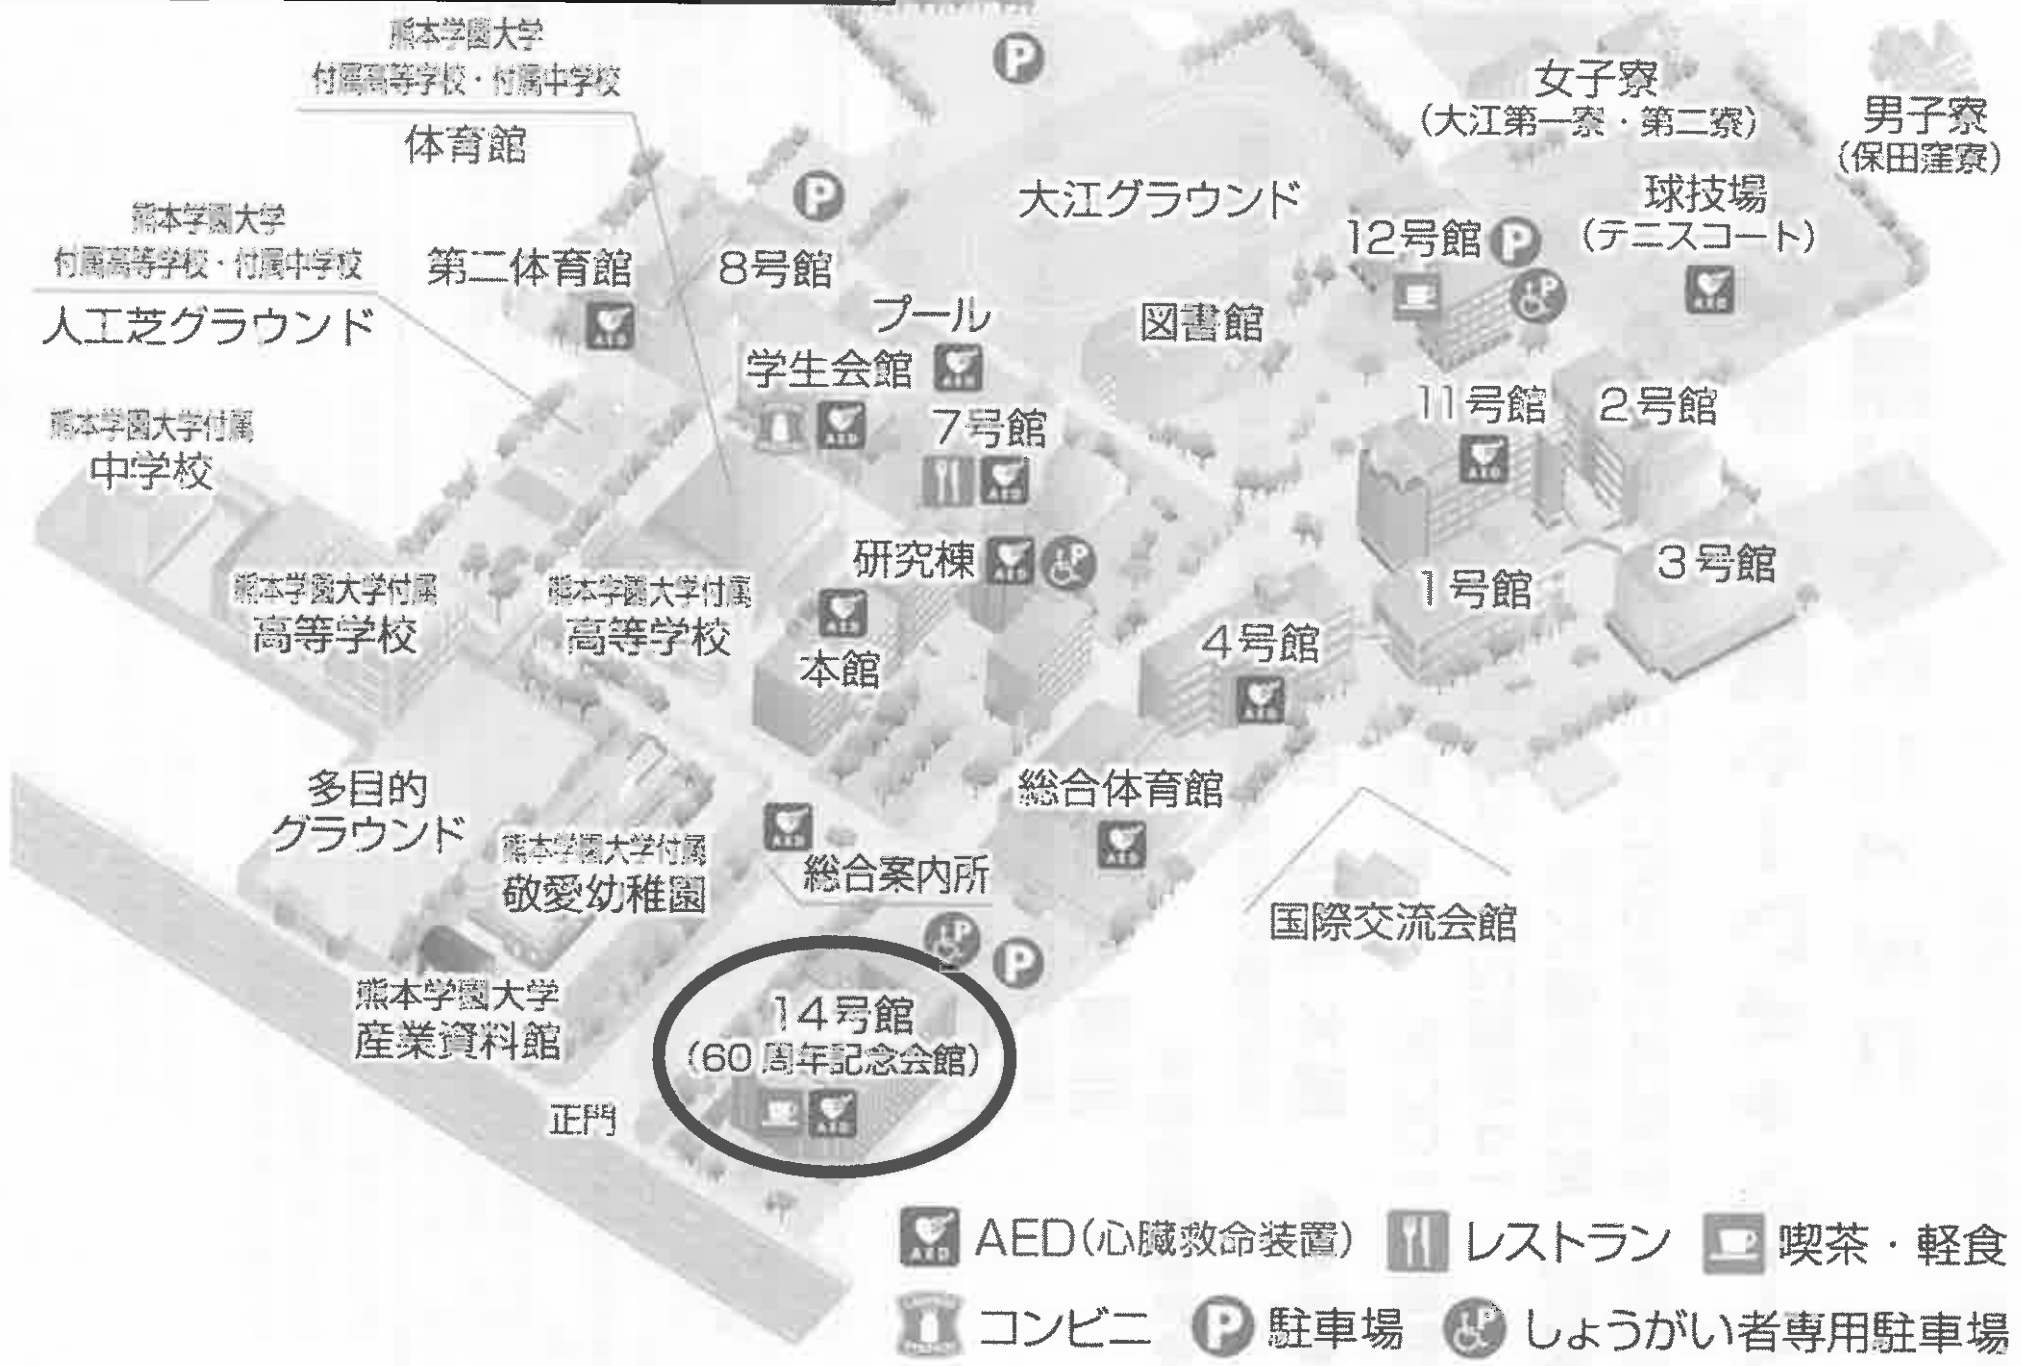 熊本学園大学
付属高等学校・付属中学校
体育館
熊本学園大学
付属高等学校・付属中学校
人工芝グラウンド
第二体育館
AED
8号館
P
P
大江グラウンド
女子寮
(大江第一寮・第二寮)
男子寮
(保田窪寮)
球技場
(テニスコート)
AED
12号館
P
P
図書館
プール
AED
学生会館
AED
7号館
AED
11号館
AED
2号館
熊本学園大学付属
中学校
研究棟
AED
P
3号館
1号館
熊本学園大学付属
高等学校
熊本学園大学付属
高等学校
AED
本館
4号館
AED
多目的
グラウンド
熊本学園大学付属
敬愛幼稚園
AED
総合案内所
総合体育館
AED
国際交流会館
P
P
熊本学園大学
産業資料館
14号館
(60周年記念会館)
AED
正門
AED
AED(心臓救命装置)
レストラン
喫茶・軽食
コンビニ
P
駐車場
P
しょうがい者専用駐車場